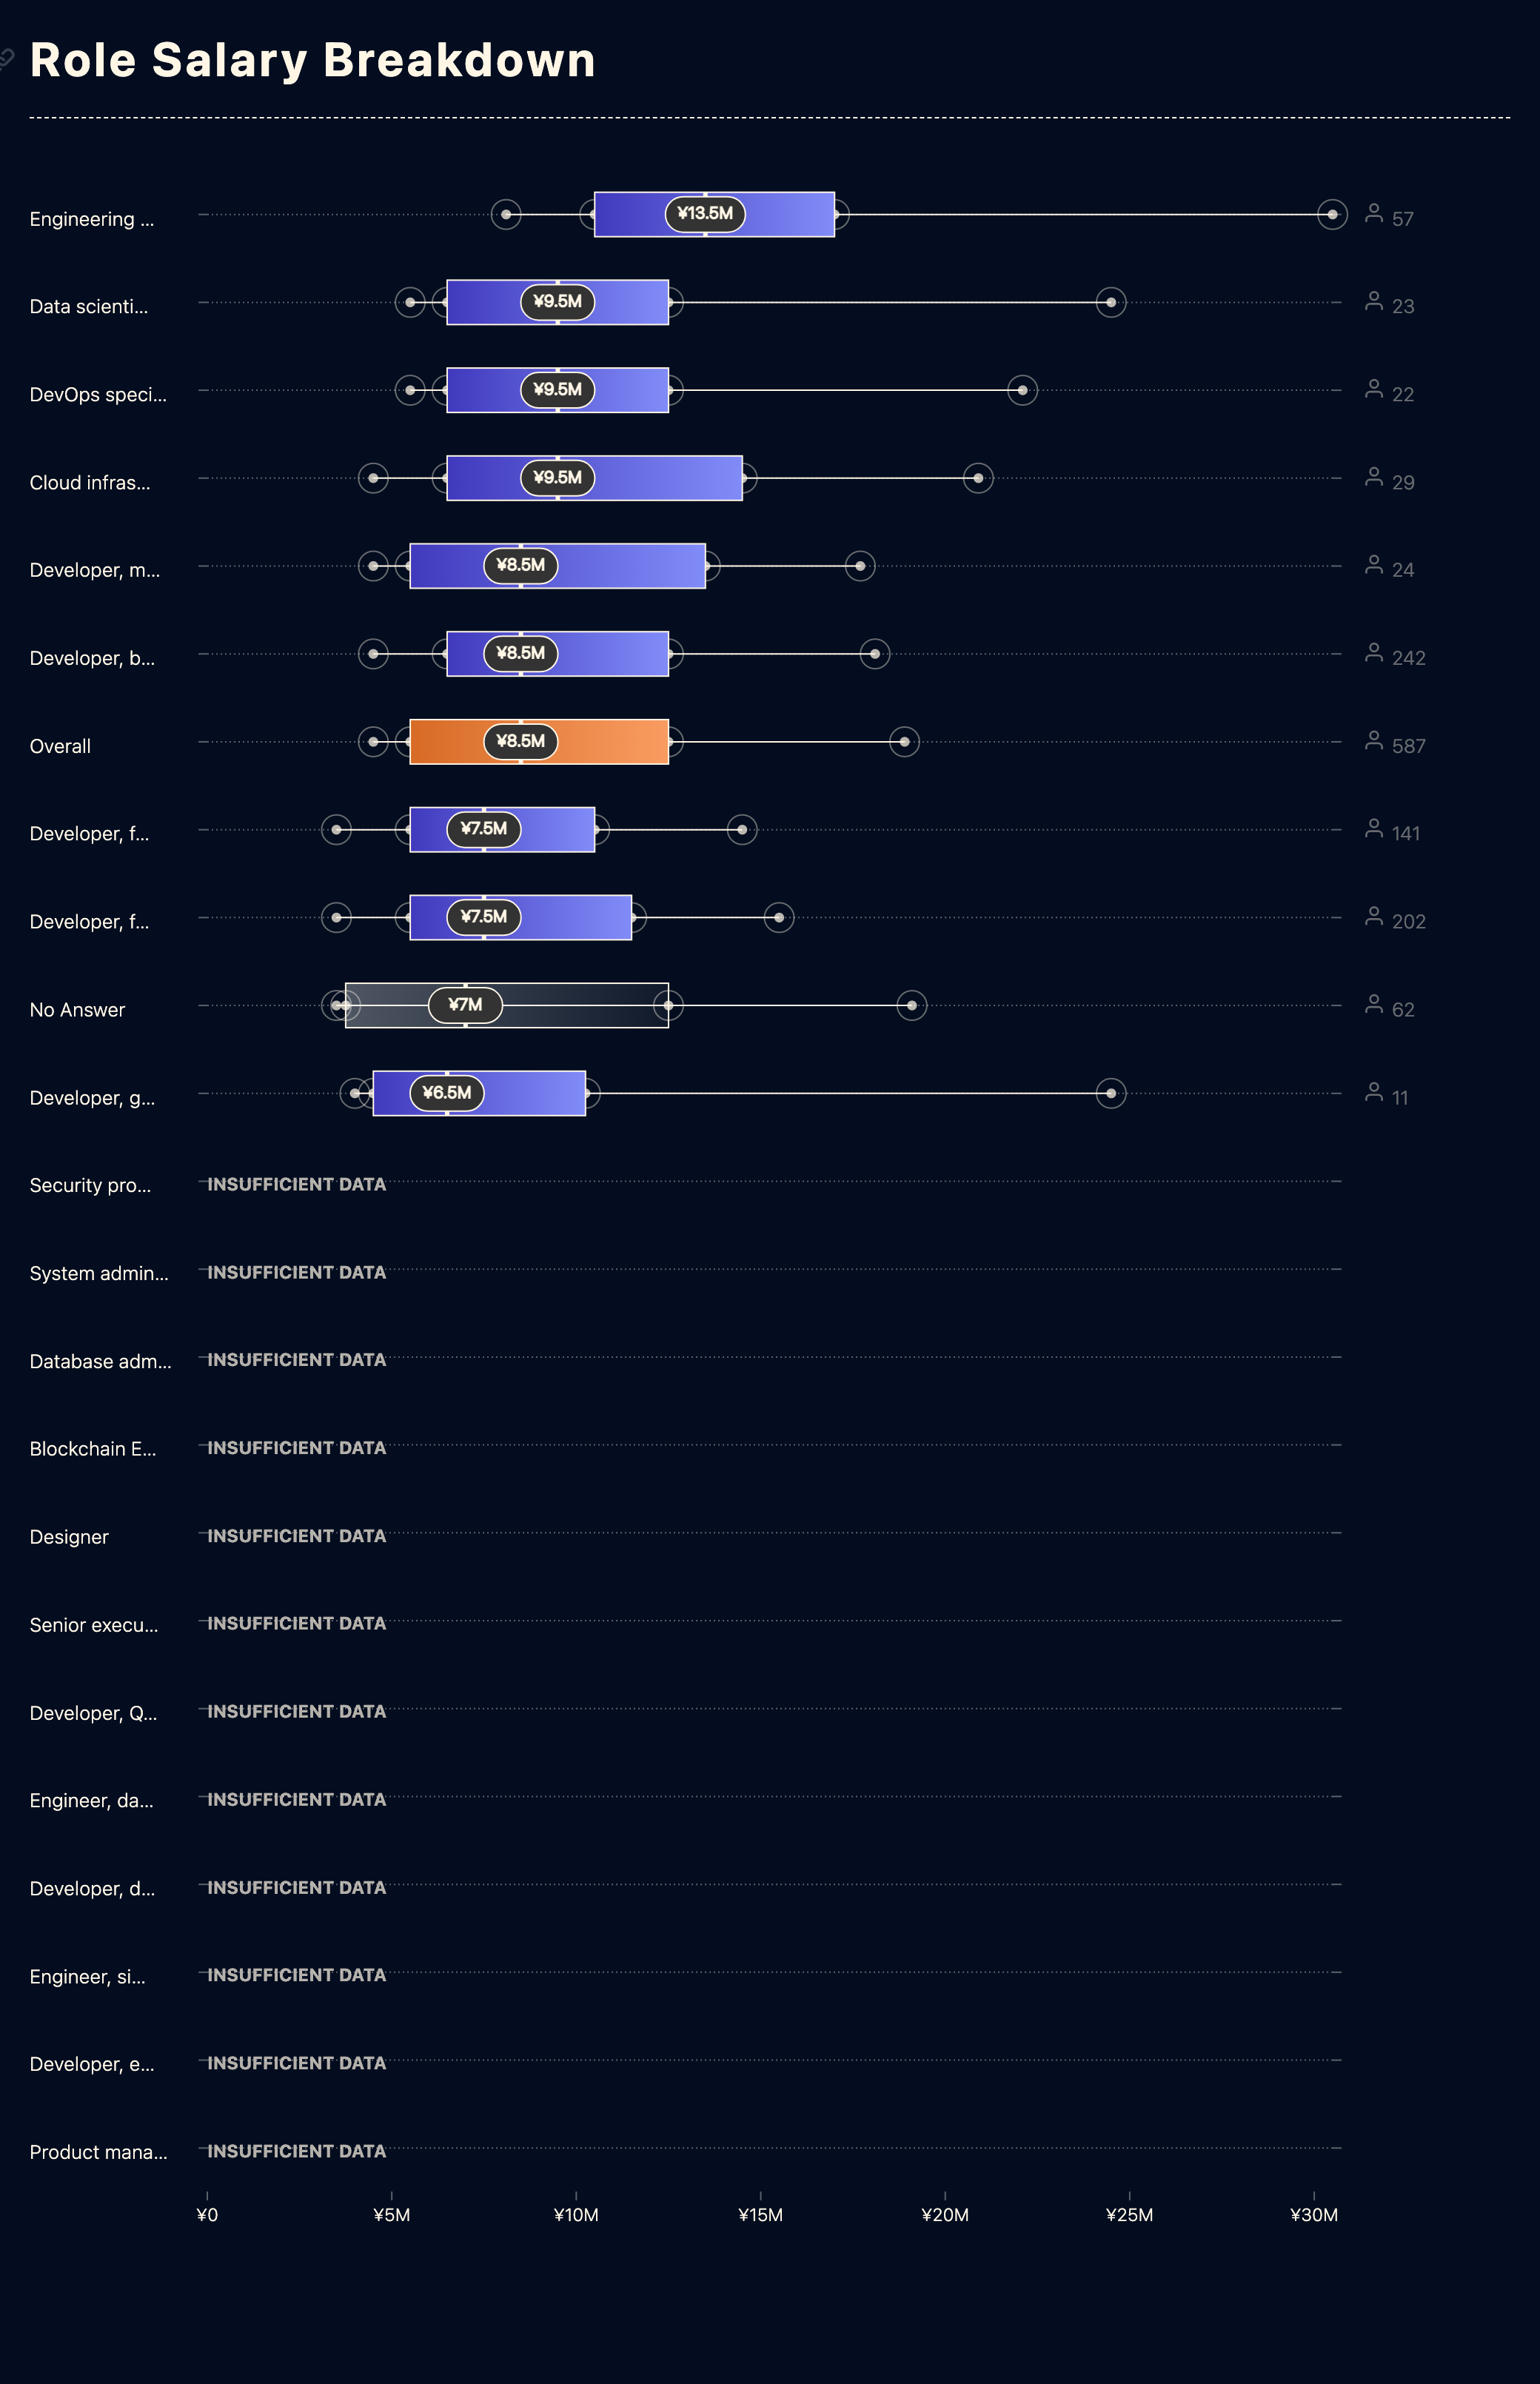 Role Salary Breakdown
Engineering ... ¥13.5M 57
Data scienti... ¥9.5M 23
DevOps speci... ¥9.5M 22
Cloud infras... ¥9.5M 29
Developer, m... ¥8.5M 24
Developer, b... ¥8.5M 242
Overall ¥8.5M 587
Developer, f... ¥7.5M 141
Developer, f... ¥7.5M 202
No Answer ¥7M 62
Developer, g... ¥6.5M 11
Security pro... INSUFFICIENT DATA
System admin... INSUFFICIENT DATA
Database adm... INSUFFICIENT DATA
Blockchain E... INSUFFICIENT DATA
Designer INSUFFICIENT DATA
Senior execu... INSUFFICIENT DATA
Developer, Q... INSUFFICIENT DATA
Engineer, da... INSUFFICIENT DATA
Developer, d... INSUFFICIENT DATA
Engineer, si... INSUFFICIENT DATA
Developer, e... INSUFFICIENT DATA
Product mana... INSUFFICIENT DATA
¥0 ¥5M ¥10M ¥15M ¥20M ¥25M ¥30M